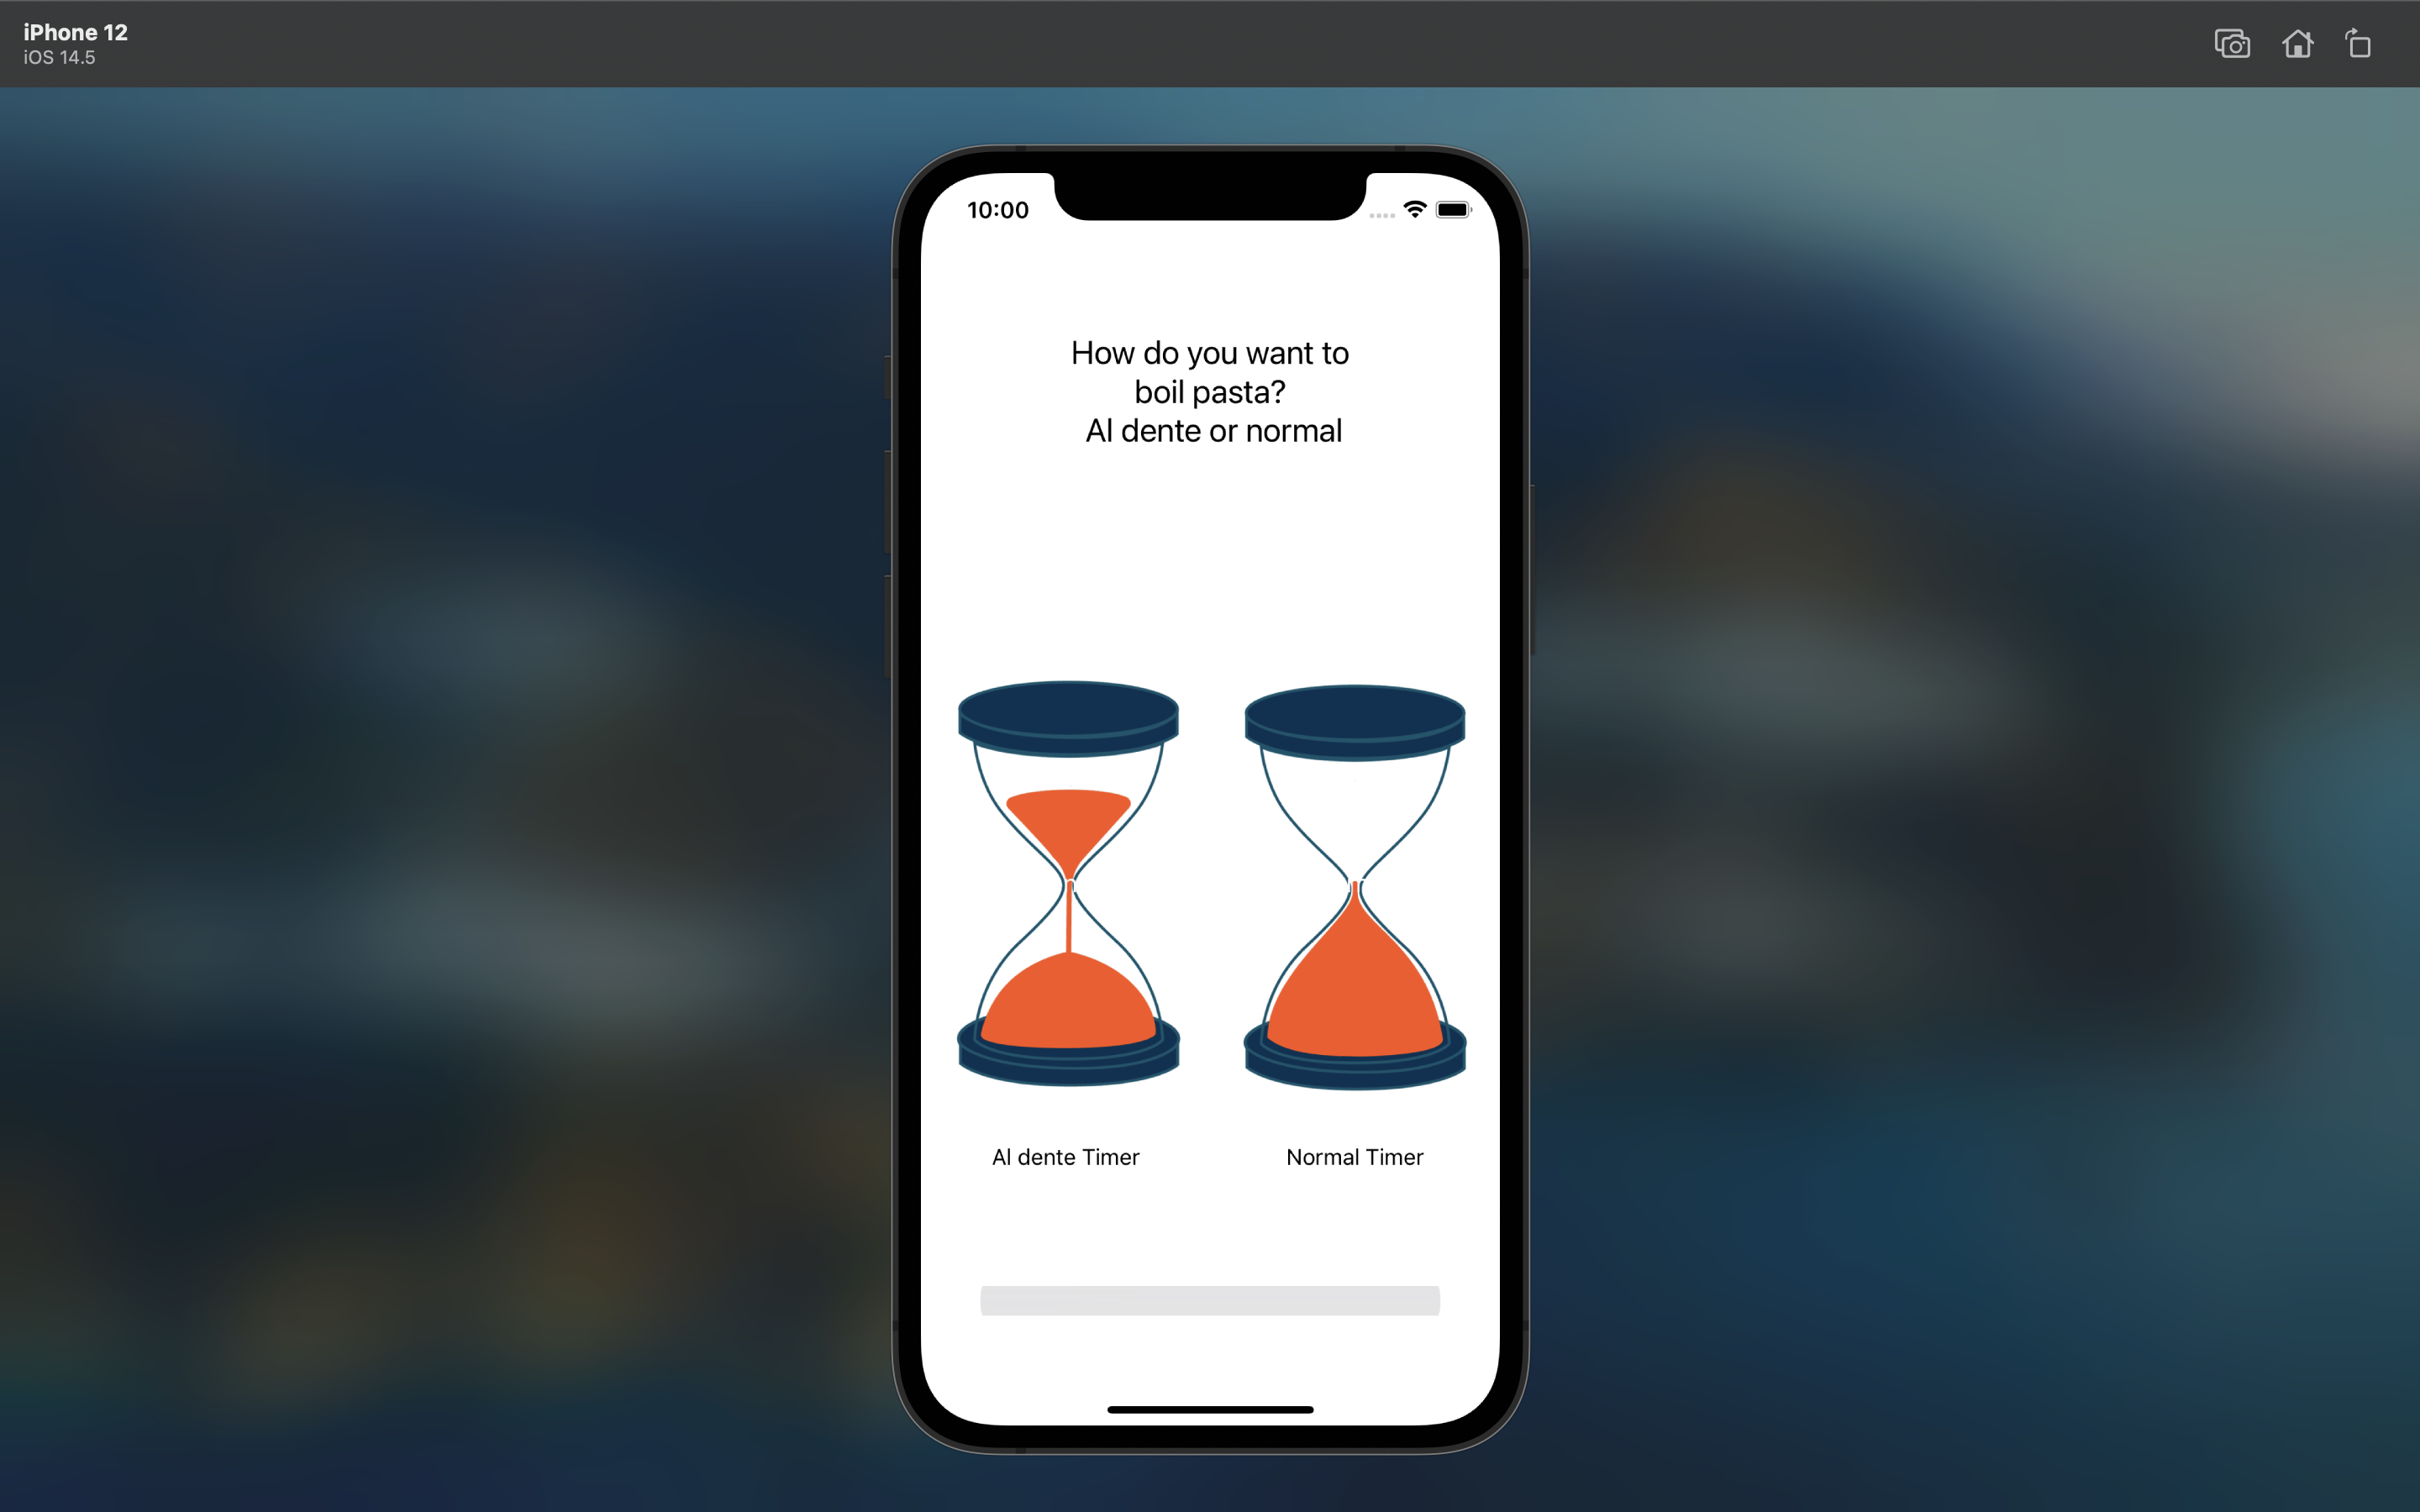 iPhone 12
iOS 14.5
10:00
How do you want to
boil pasta?
Al dente or normal
Al dente Timer
Normal Timer